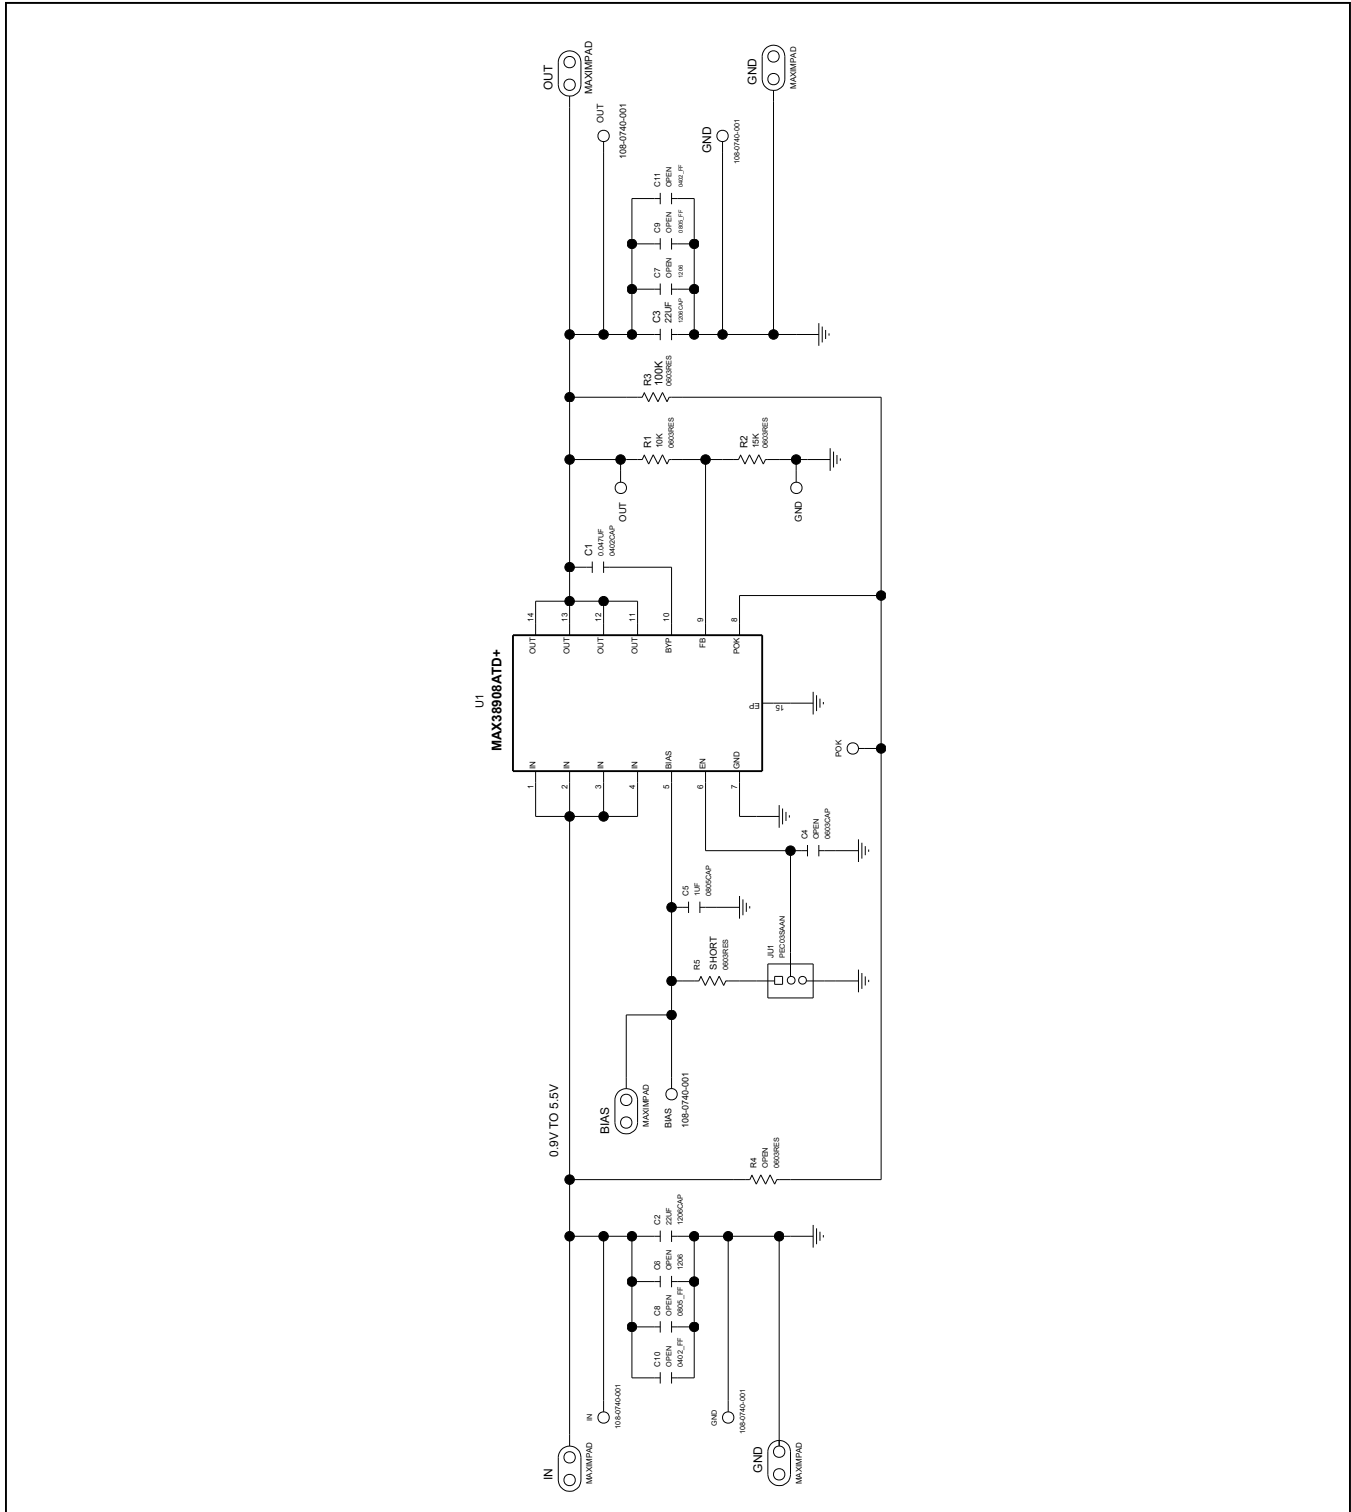 OUT
MAXIMPAD
GND
MAXIMPAD
OUT
108-0740-001
GND
108-0740-001
C11
OPEN
0402_FF
C9
OPEN
0805_FF
C7
OPEN
1206
C3
22UF
1206CAP
R3
100K
0603RES
R1
10K
0603RES
R2
15K
0603RES
OUT
GND
C1
0.047UF
0402CAP
U1
MAX38908ATD+
14
13
12
11
10
9
8
OUT
OUT
OUT
OUT
BYP
FB
POK
EP
15
IN
IN
IN
IN
BIAS
EN
GND
1
2
3
4
5
6
7
POK
C4
OPEN
0603CAP
C5
1UF
0805CAP
JU1
PEC03SAAN
R5
SHORT
0603RES
BIAS
MAXIMPAD
BIAS
108-0740-001
0.9V TO 5.5V
R4
OPEN
0603RES
C2
22UF
1206CAP
C6
OPEN
1206
C8
OPEN
0805_FF
C10
OPEN
0402_FF
IN
108-0740-001
GND
108-0740-001
IN
MAXIMPAD
GND
MAXIMPAD